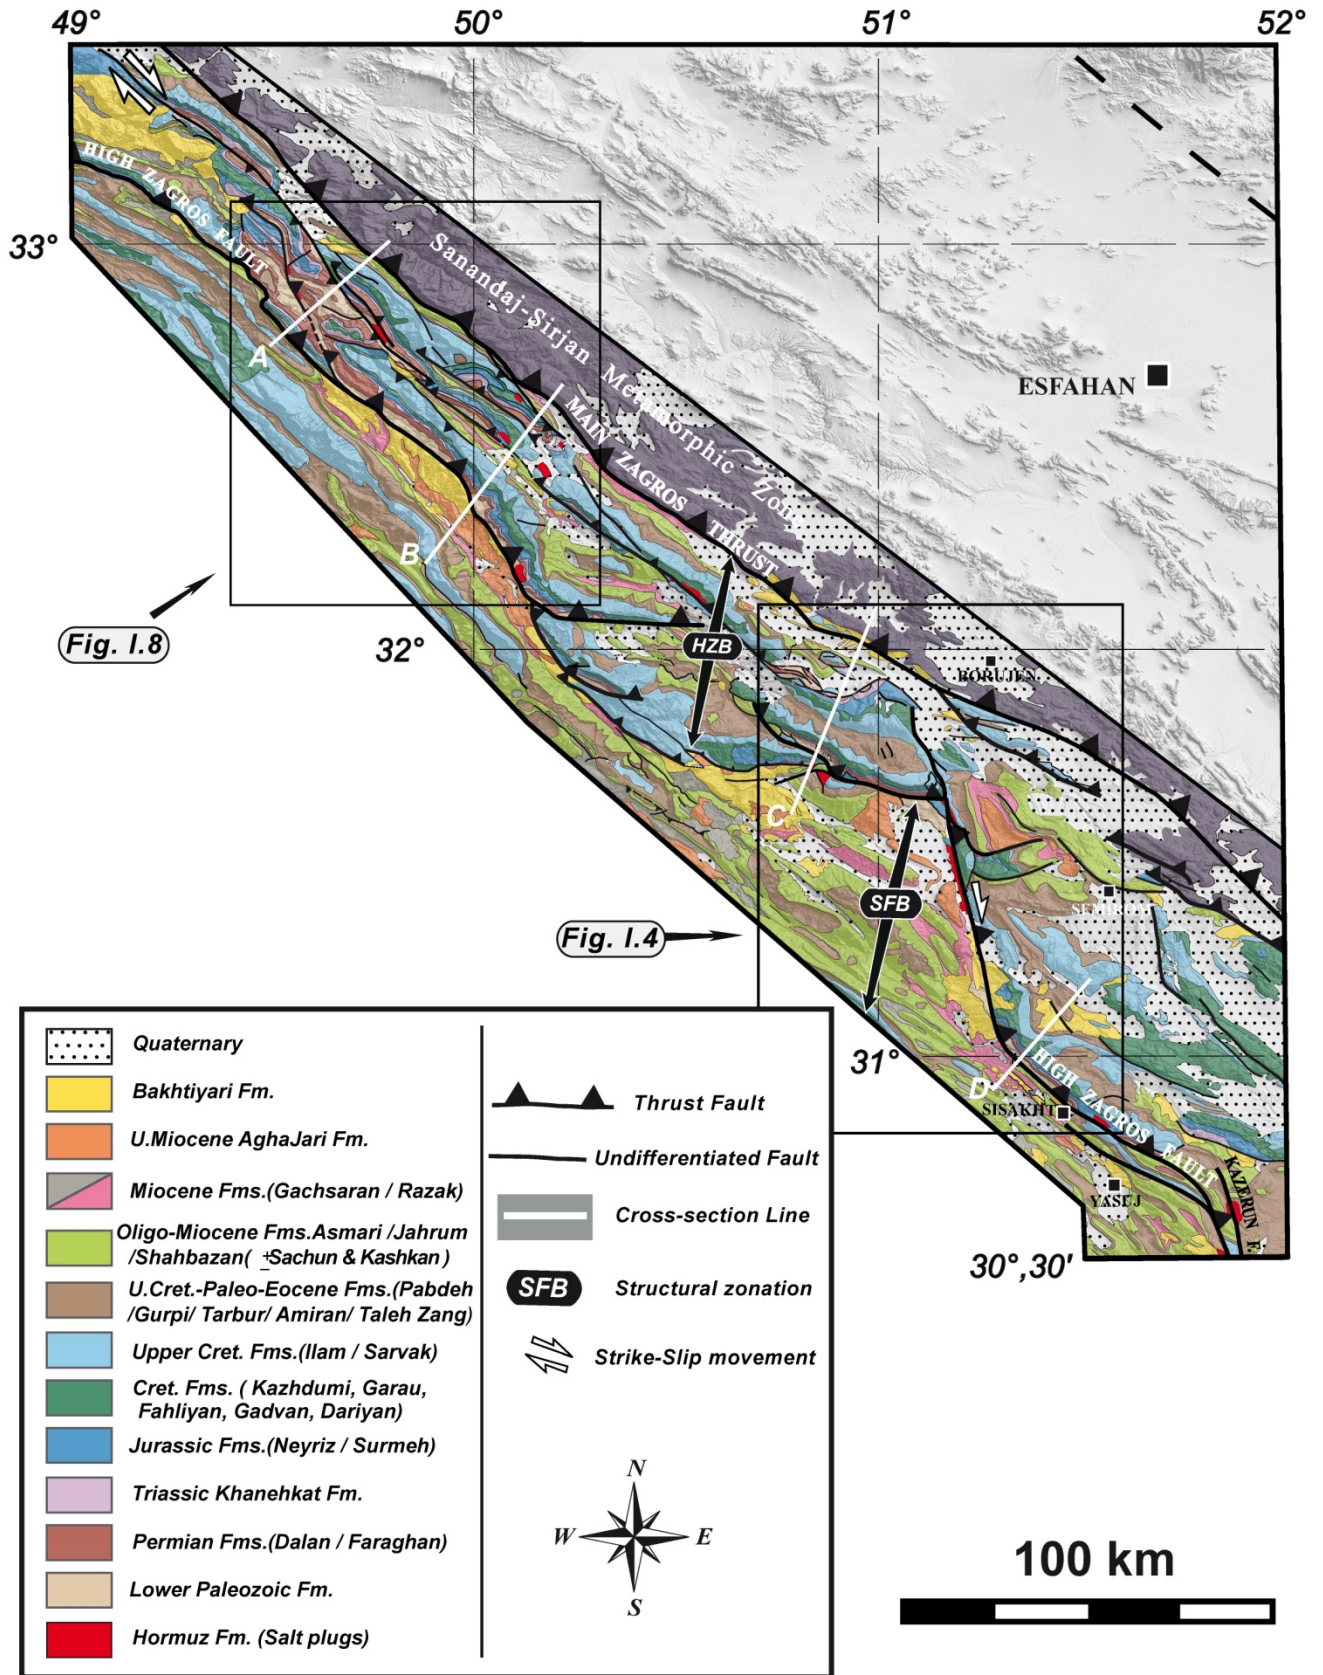 49°
50°
51°
52°
33°
HIGH ZAGROS FAULT
Sanandaj-Sirjan Metamorphic Zone
A
ESFAHAN
MAIN ZAGROS THRUST
B
Fig. I.8
32°
HZB
BORUJEN
C
SFB
SEMIROM
Fig. I.4
31°
D
HIGH ZAGROS FAULT
SISAKHT
YASUJ
KAZERUN F.
30°,30'
Quaternary
Bakhtiyari Fm.
U.Miocene AghaJari Fm.
Miocene Fms.(Gachsaran / Razak)
Oligo-Miocene Fms.Asmari /Jahrum
/Shahbazan( ±Sachun & Kashkan)
U.Cret.-Paleo-Eocene Fms.(Pabdeh
/Gurpi/ Tarbur/ Amiran/ Taleh Zang)
Upper Cret. Fms.(Ilam / Sarvak)
Cret. Fms. ( Kazhdumi, Garau,
Fahliyan, Gadvan, Dariyan)
Jurassic Fms.(Neyriz / Surmeh)
Triassic Khanehkat Fm.
Permian Fms.(Dalan / Faraghan)
Lower Paleozoic Fm.
Hormuz Fm. (Salt plugs)
Thrust Fault
Undifferentiated Fault
Cross-section Line
SFB
Structural zonation
Strike-Slip movement
N
W
E
S
100 km